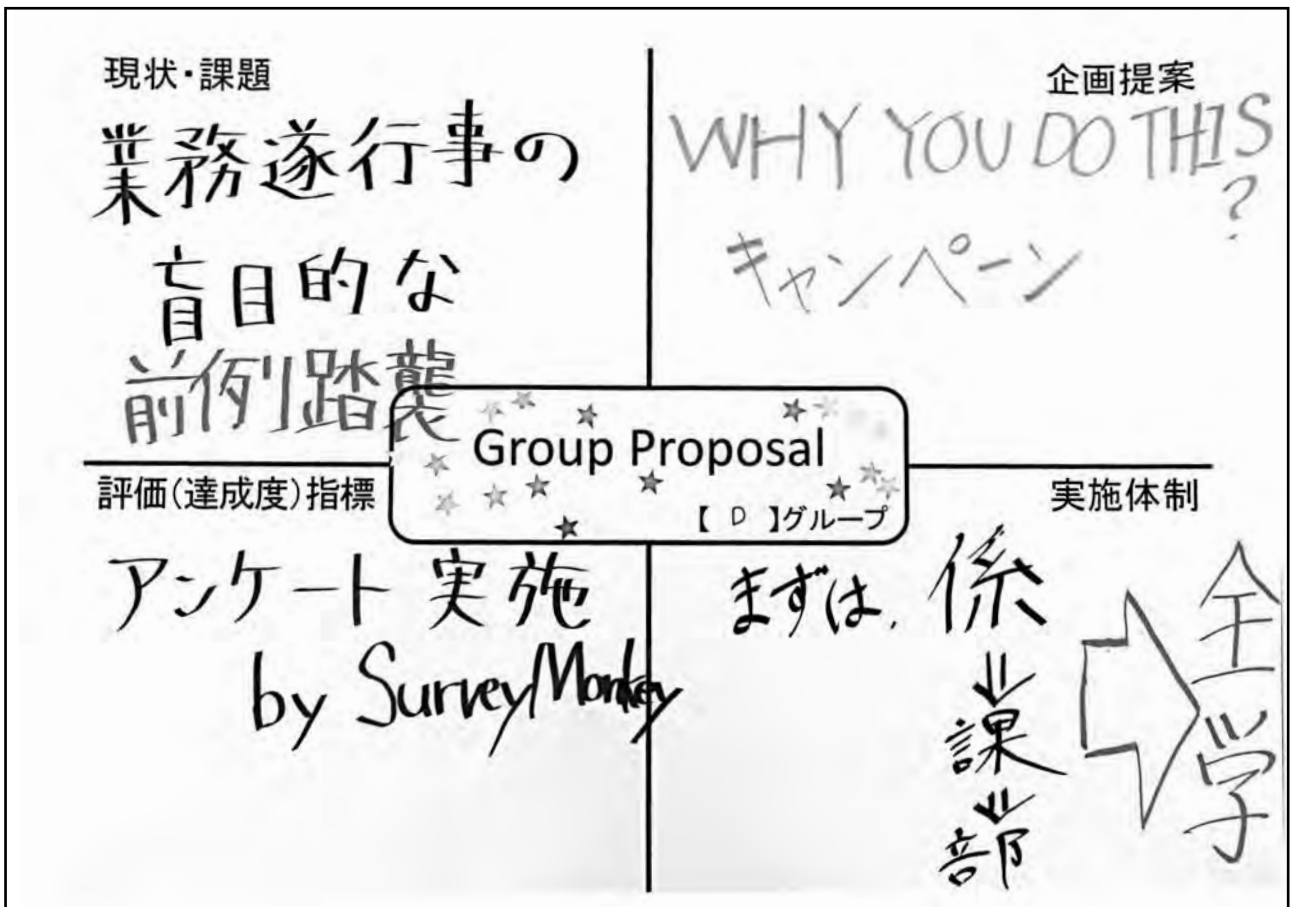 現状・課題
業務遂行事の
盲目的な
前例踏襲
企画提案
WHY YOU DO THIS
?
キャンペーン
Group Proposal
【 D 】グループ
評価(達成度)指標
アンケート実施
by SurveyMonkey
実施体制
まずは、係
⇓
課
⇓
部
⇨
全学